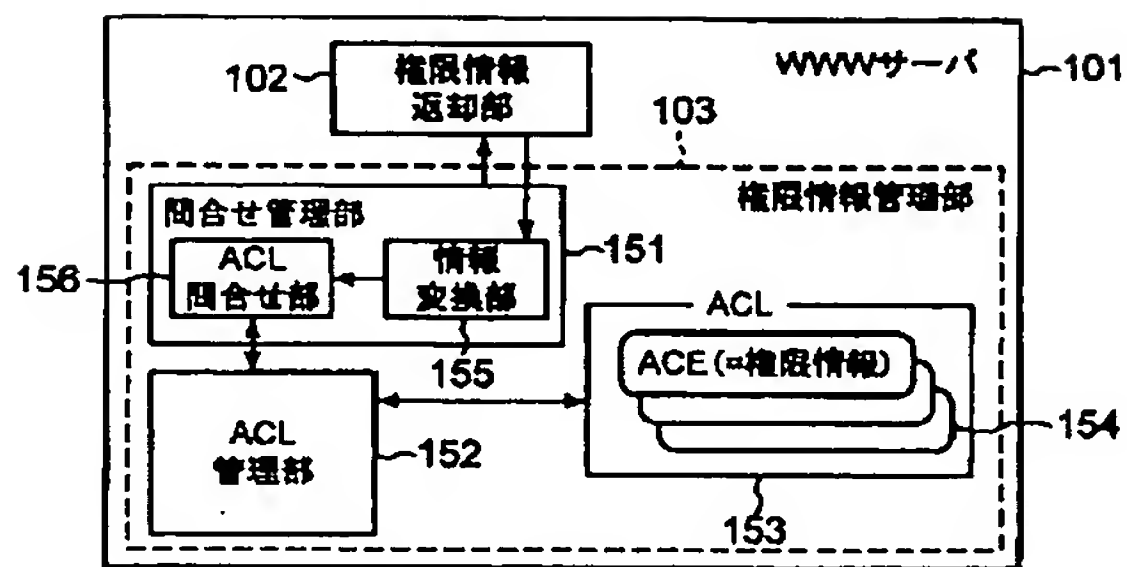 WWWサーバ
101
102
権限情報
返却部
103
権限情報管理部
問合せ管理部
151
156
ACL
問合せ部
情報
変換部
155
ACL
ACE(=権限情報)
154
153
ACL
管理部
152